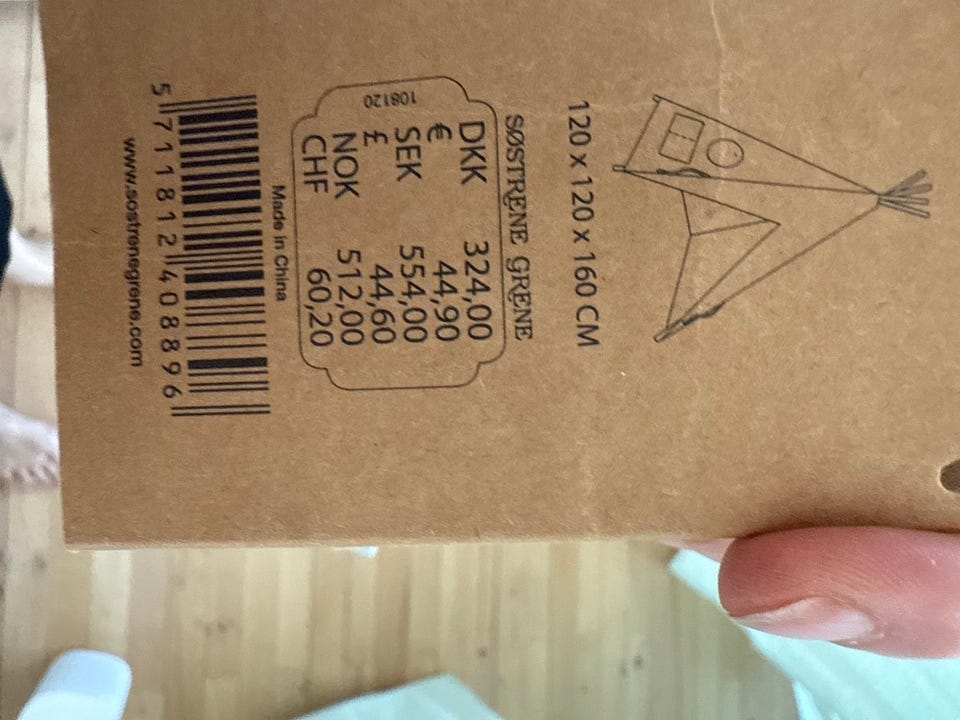 120 x 120 x 160 CM
SØSTRENE GRENE
DKK 324,00
€ 44,90
SEK 554,00
£ 44,60
NOK 512,00
CHF 60,20
108120
Made in China
5 711812 408896
www.sostrenegrene.com